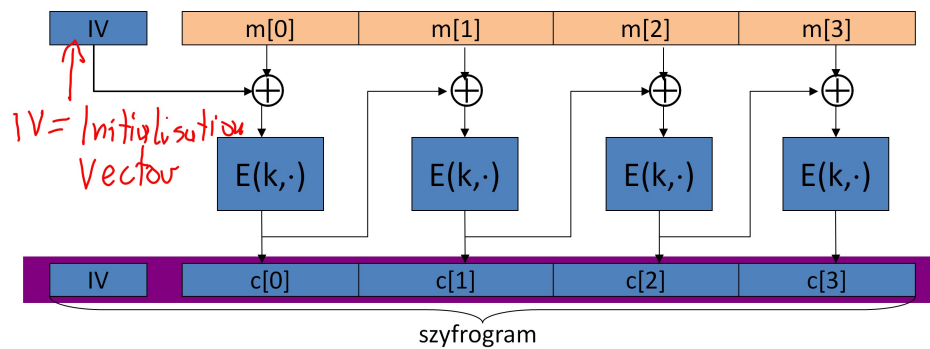 IV m[0] m[1] m[2] m[3]
IV = Initialisation
Vector
E(k,·) E(k,·) E(k,·) E(k,·)
IV c[0] c[1] c[2] c[3]
szyfrogram